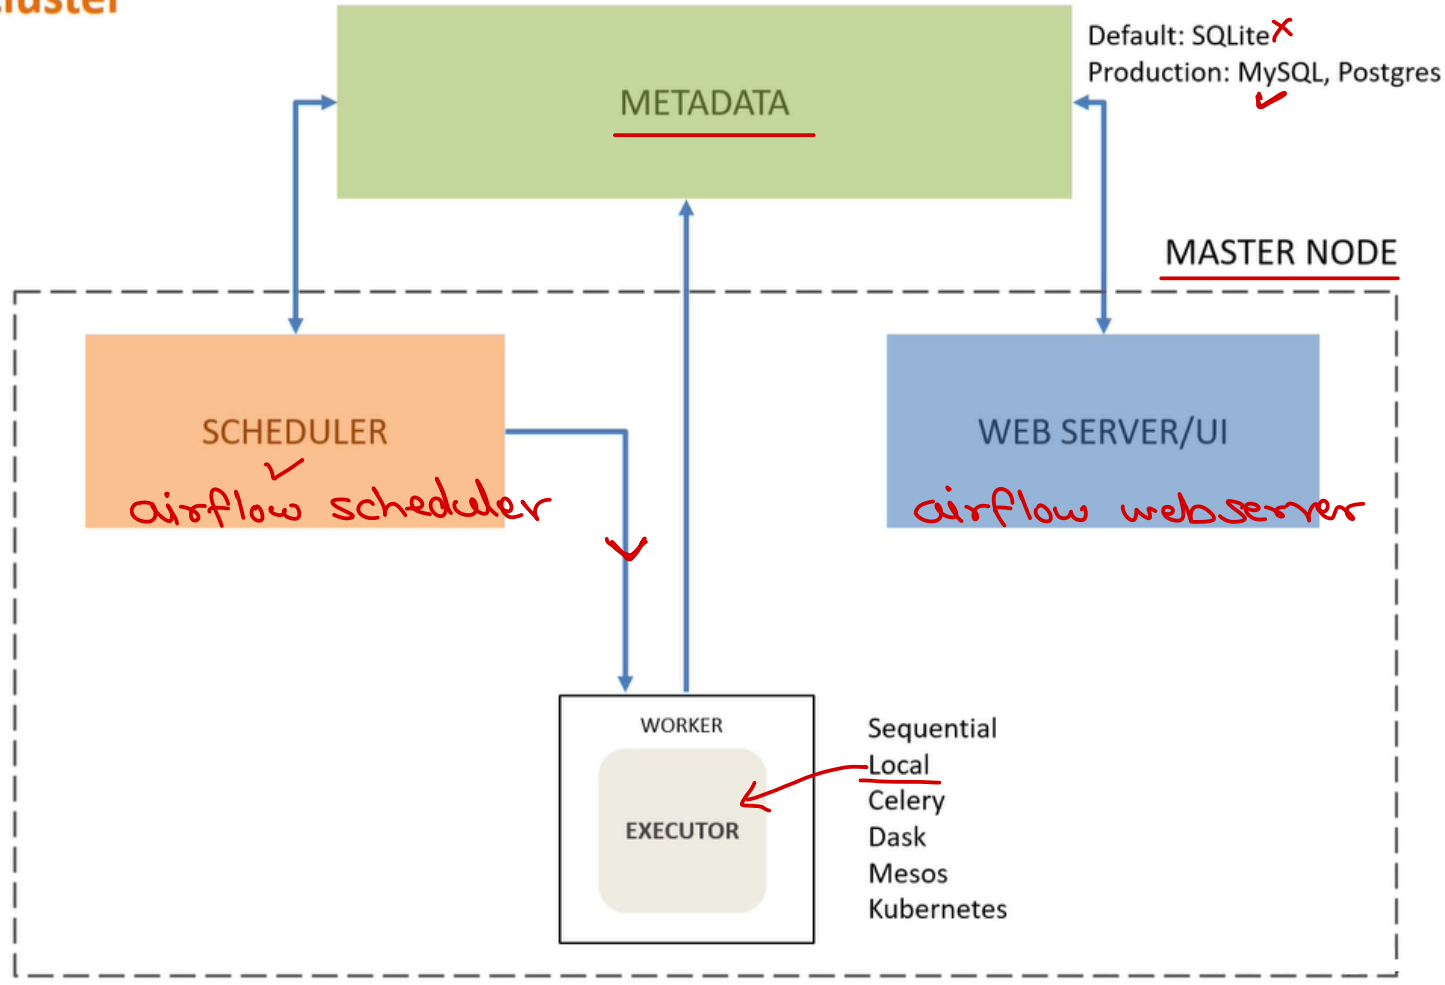 Default: SQLite
Production: MySQL, Postgres
METADATA
MASTER NODE
SCHEDULER
airflow scheduler
WEB SERVER/UI
airflow webserver
WORKER
EXECUTOR
Sequential
Local
Celery
Dask
Mesos
Kubernetes